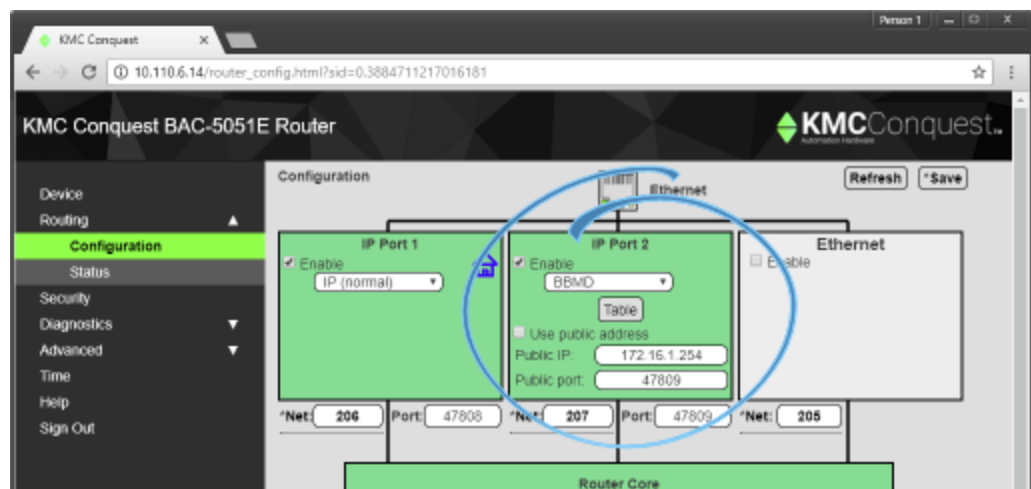 Person 1
KMC Conquest
10.110.6.14/router_config.html?sid=0.3884711217016181
KMC Conquest BAC-5051E Router
KMCConquest™
Automation Hardware
Device
Routing
Configuration
Status
Security
Diagnostics
Advanced
Time
Help
Sign Out
Configuration
Ethernet
Refresh
*Save
IP Port 1
Enable
IP (normal)
IP Port 2
Enable
BBMD
Table
Use public address
Public IP: 172.16.1.254
Public port: 47809
Ethernet
Enable
*Net: 206 Port: 47808 *Net: 207 Port: 47809 *Net: 205
Router Core